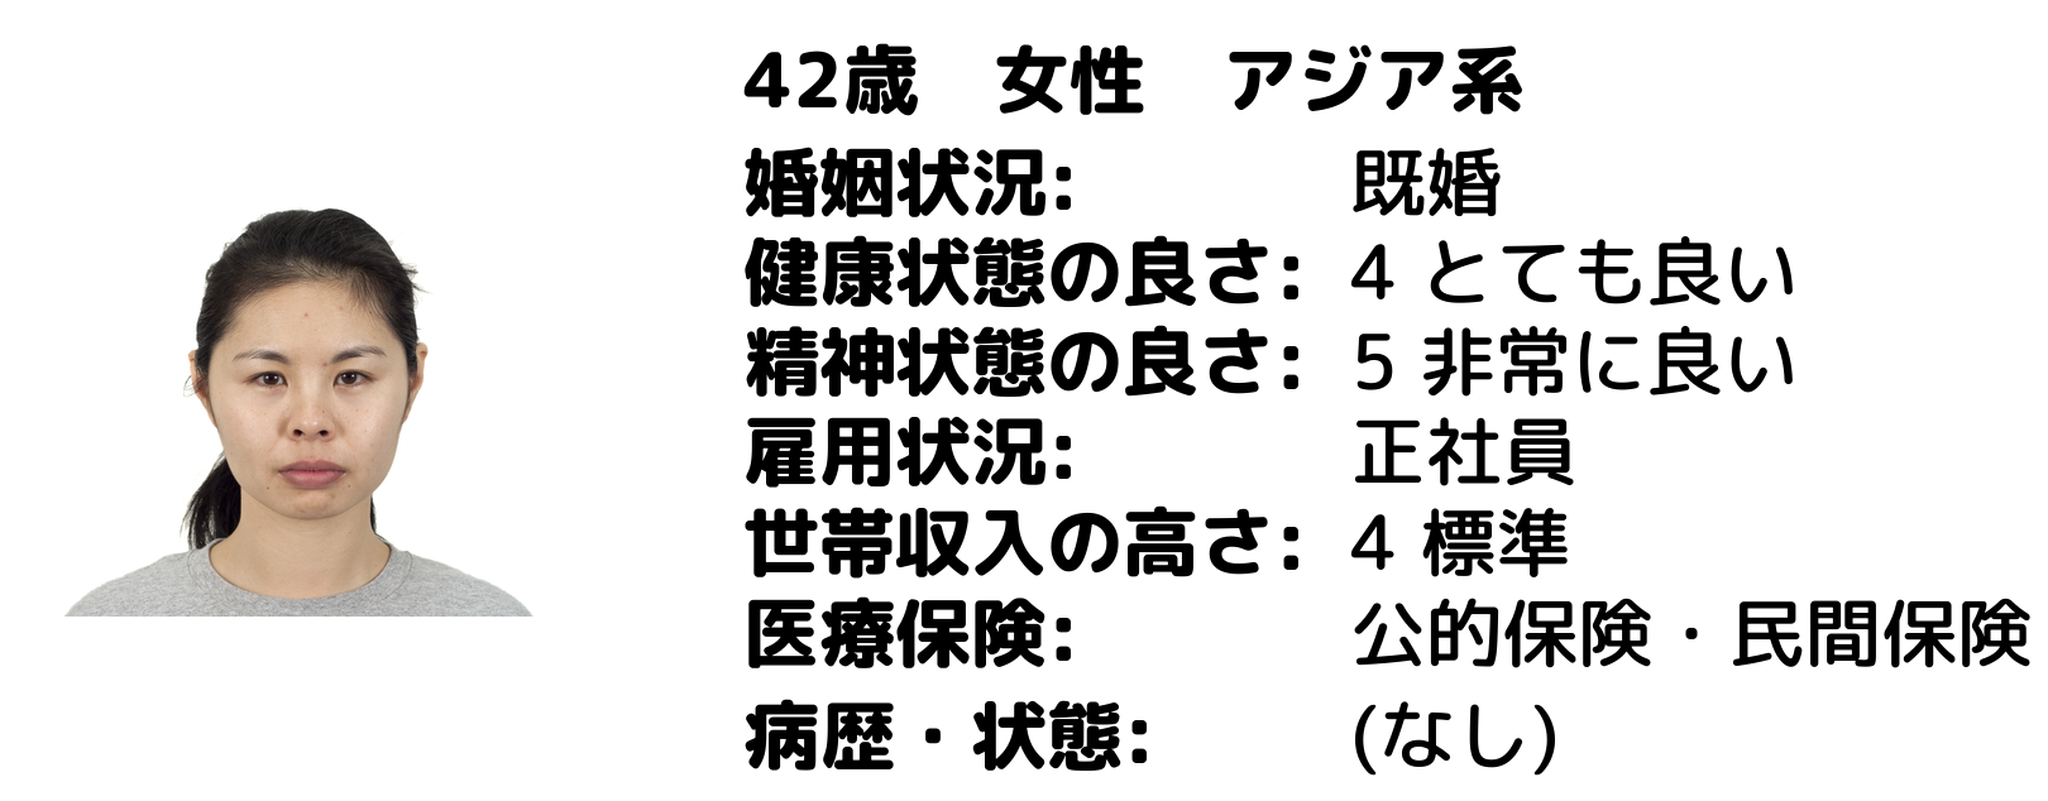 42歳　女性　アジア系
婚姻状況: 既婚
健康状態の良さ: 4 とても良い
精神状態の良さ: 5 非常に良い
雇用状況: 正社員
世帯収入の高さ: 4 標準
医療保険: 公的保険・民間保険
病歴・状態: (なし)